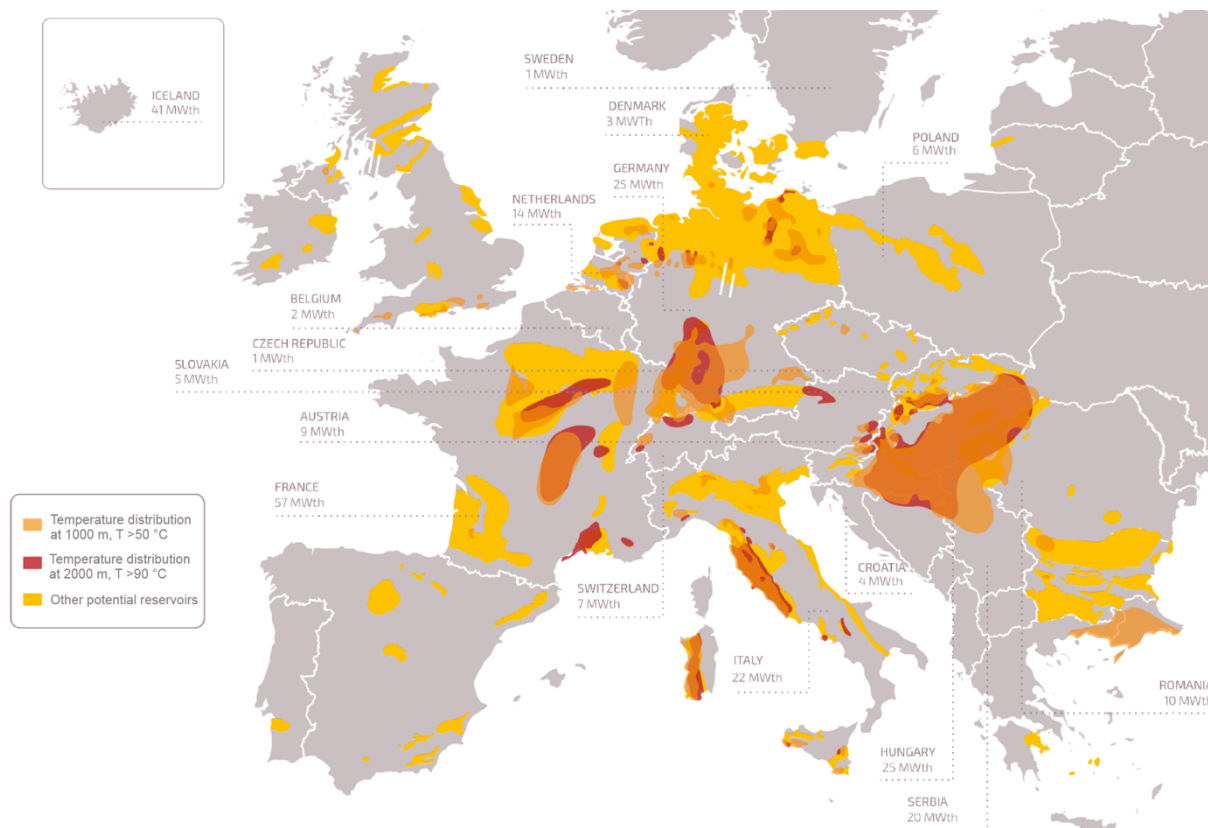 ICELAND
41 MWth
SWEDEN
1 MWth
DENMARK
3 MWTh
POLAND
6 MWth
GERMANY
25 MWth
NETHERLANDS
14 MWth
BELGIUM
2 MWth
CZECH REPUBLIC
1 MWth
SLOVAKIA
5 MWth
AUSTRIA
9 MWth
FRANCE
57 MWth
Temperature distribution
at 1000 m, T >50 °C
Temperature distribution
at 2000 m, T >90 °C
Other potential reservoirs
SWITZERLAND
7 MWth
CROATIA
4 MWth
ITALY
22 MWth
ROMANIA
10 MWth
HUNGARY
25 MWth
SERBIA
20 MWth